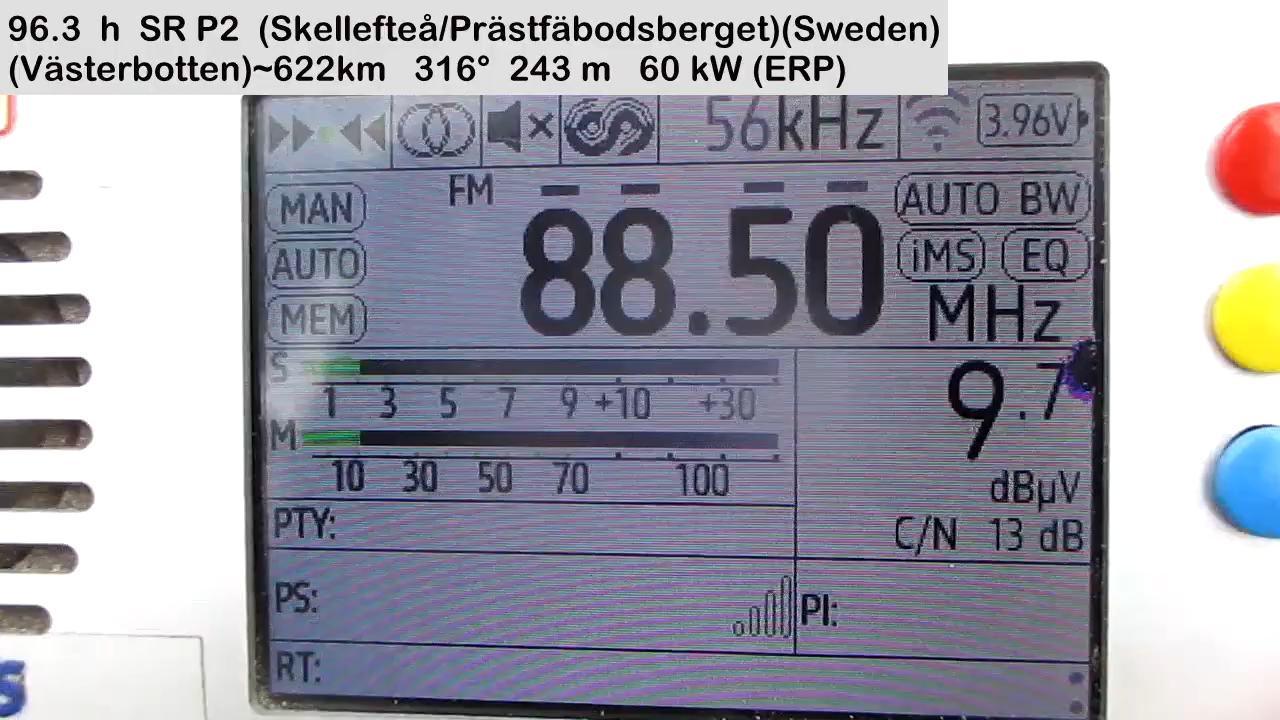 96.3 h SR P2 (Skellefteå/Prästfäbodsberget)(Sweden)
(Västerbotten)~622km 316° 243 m 60 kW (ERP)
56kHz
3.96V
MAN
FM
AUTO BW
88.50
AUTO
iMS EQ
MEM
MHz
S
1 3 5 7 9 +10 +30
9.7
M
10 30 50 70 100
dBµV
PTY:
C/N 13 dB
PS:
PI:
RT:
S